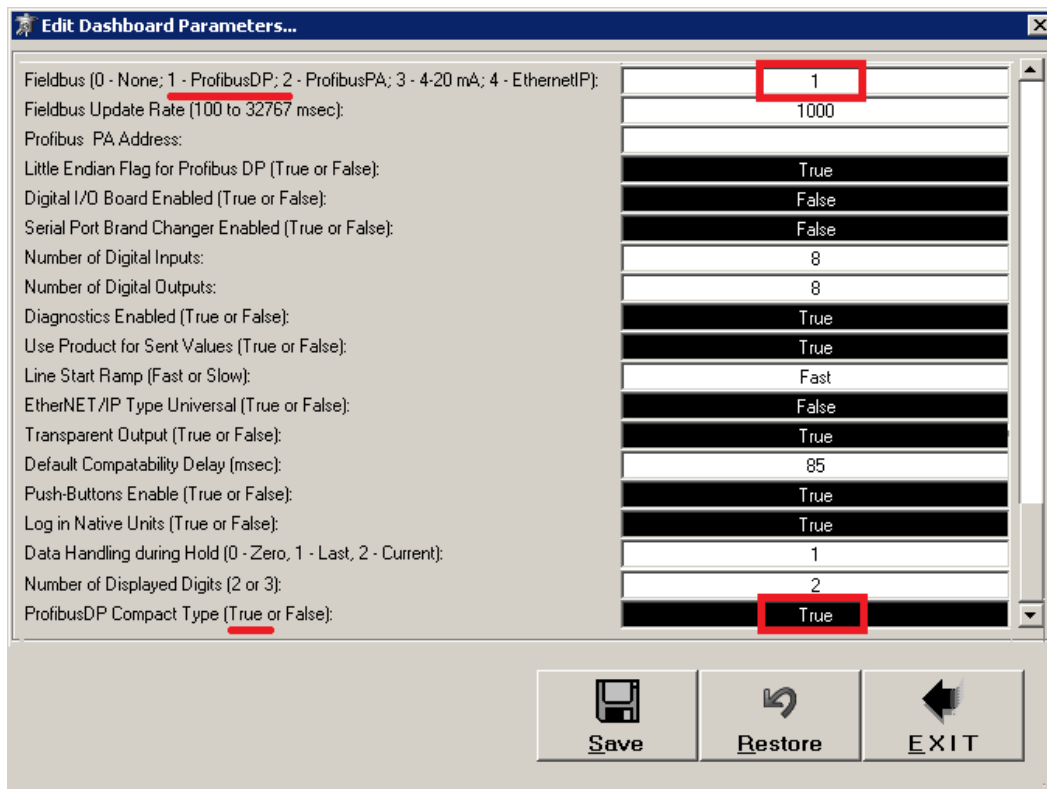 Edit Dashboard Parameters...
Fieldbus (0 - None; 1 - ProfibusDP; 2 - ProfibusPA; 3 - 4-20 mA; 4 - EthernetIP): 1
Fieldbus Update Rate (100 to 32767 msec): 1000
Profibus PA Address:
Little Endian Flag for Profibus DP (True or False): True
Digital I/O Board Enabled (True or False): False
Serial Port Brand Changer Enabled (True or False): False
Number of Digital Inputs: 8
Number of Digital Outputs: 8
Diagnostics Enabled (True or False): True
Use Product for Sent Values (True or False): True
Line Start Ramp (Fast or Slow): Fast
EtherNET/IP Type Universal (True or False): False
Transparent Output (True or False): True
Default Compatability Delay (msec): 85
Push-Buttons Enable (True or False): True
Log in Native Units (True or False): True
Data Handling during Hold (0 - Zero, 1 - Last, 2 - Current): 1
Number of Displayed Digits (2 or 3): 2
ProfibusDP Compact Type (True or False): True
Save Restore EXIT